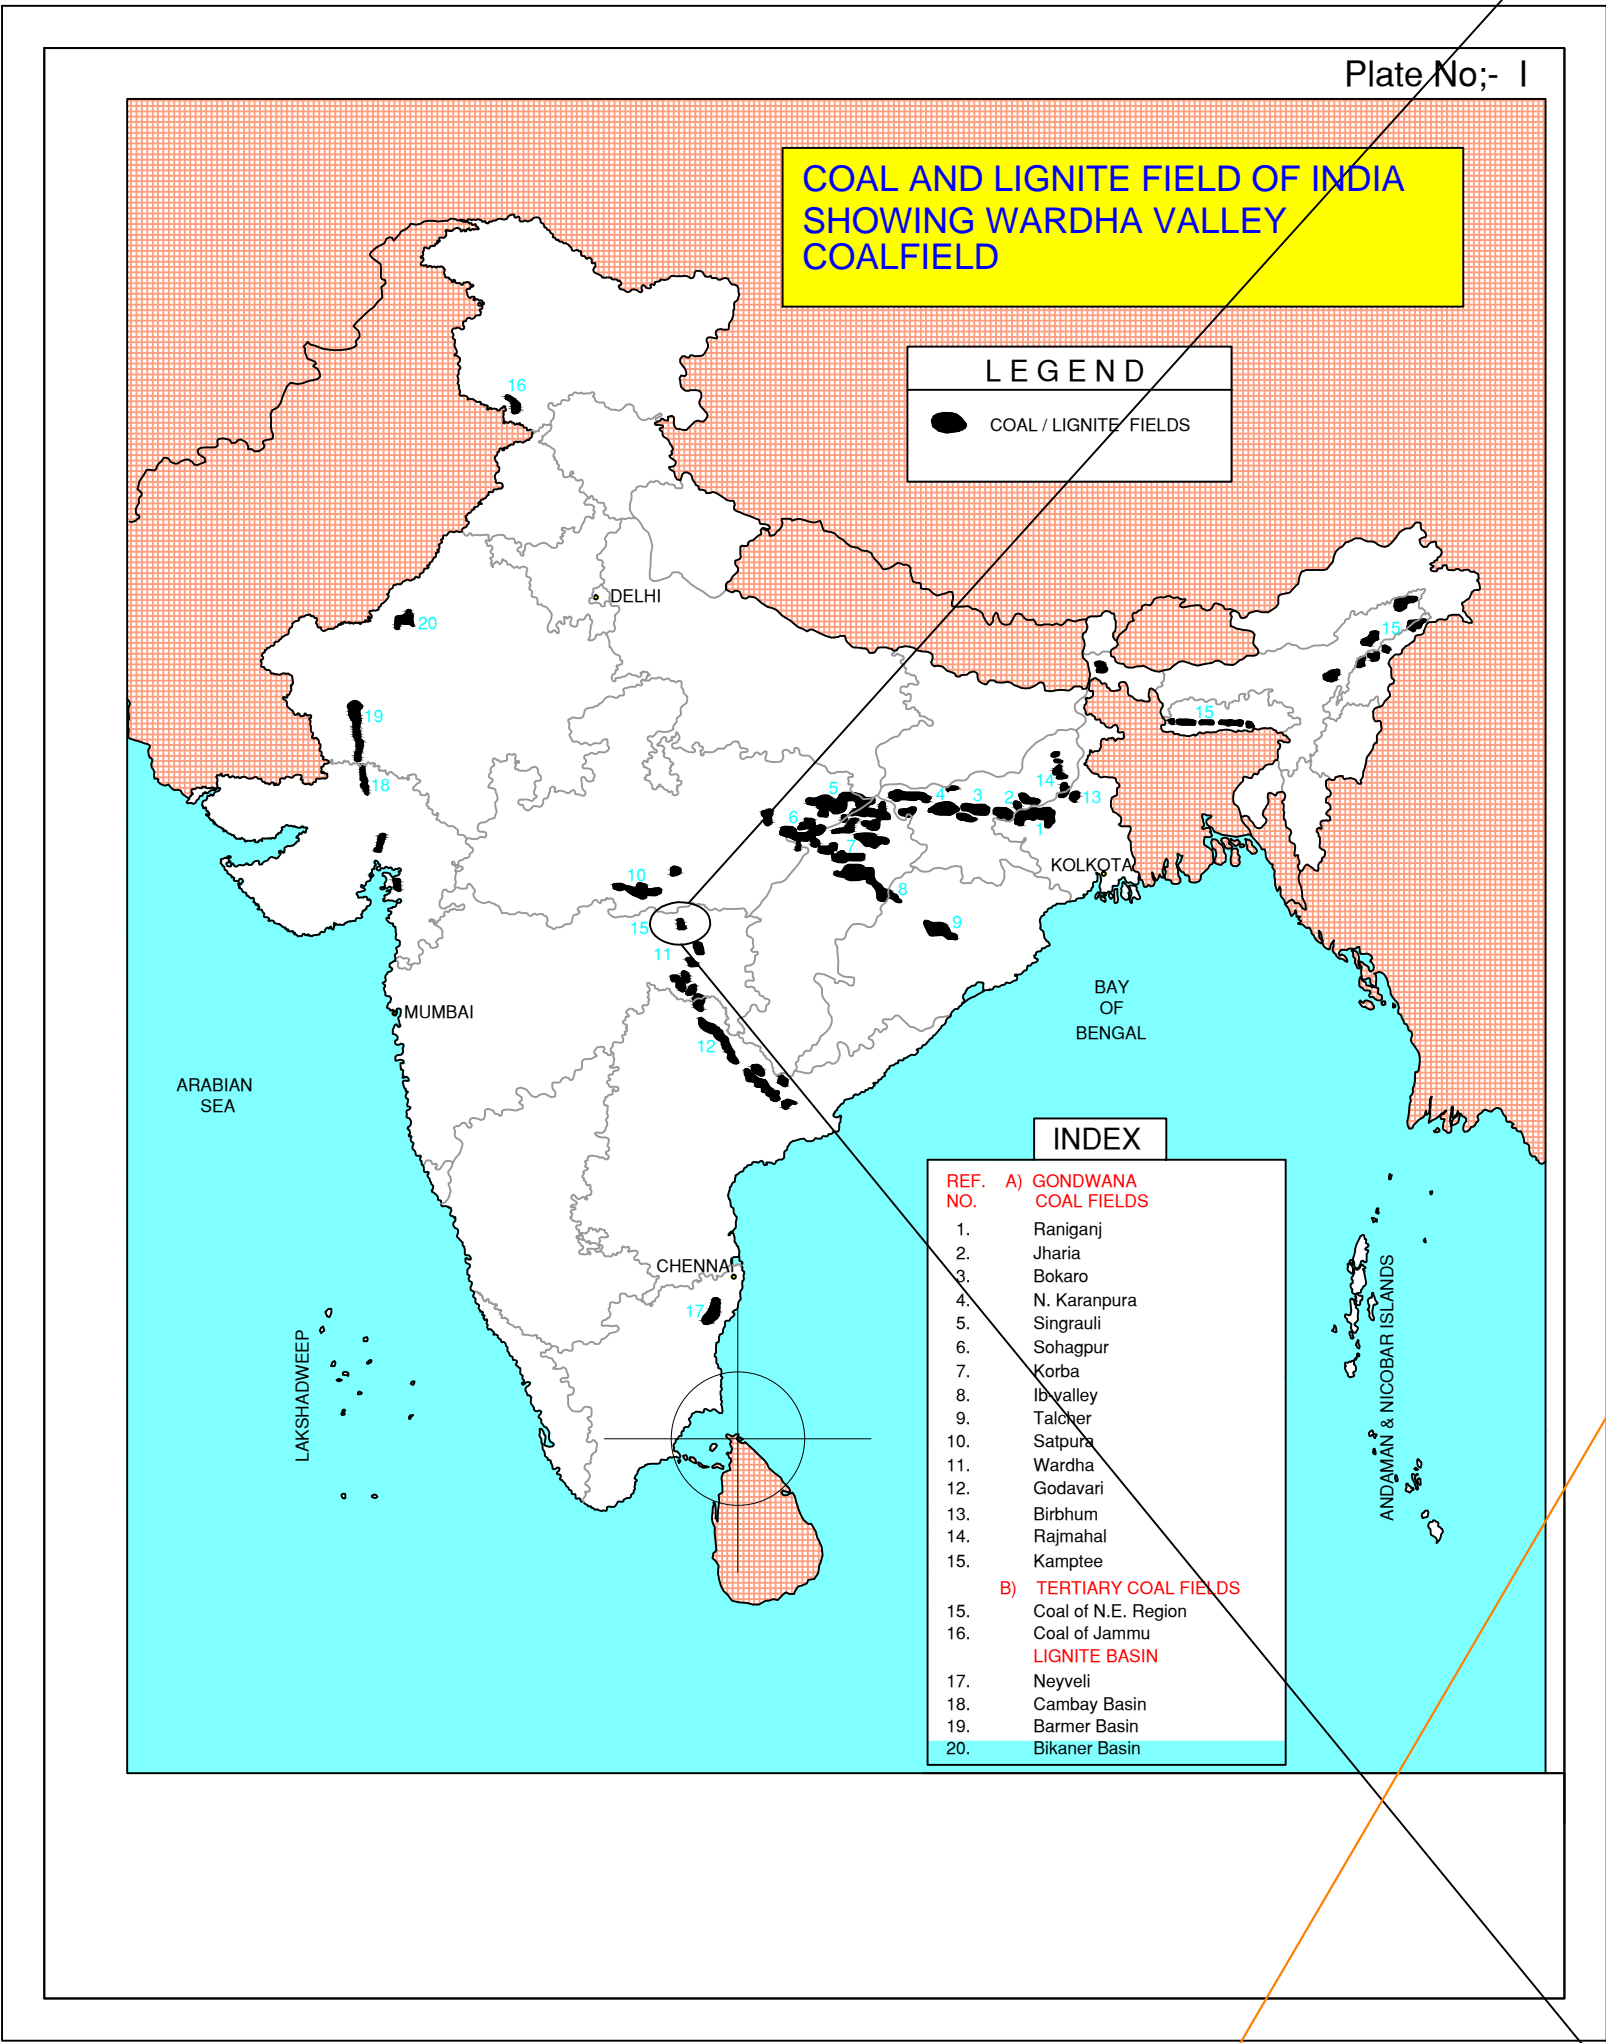 Plate No;- I
COAL AND LIGNITE FIELD OF INDIA
SHOWING WARDHA VALLEY
COALFIELD
LEGEND
COAL / LIGNITE FIELDS
16
DELHI
20
15
19
15
18
5
4
3
2
14
13
6
1
7
KOLKOTA
10
8
15
9
11
MUMBAI
12
BAY
OF
BENGAL
ARABIAN
SEA
CHENNAI
17
LAKSHADWEEP
ANDAMAN & NICOBAR ISLANDS
INDEX
REF. A) GONDWANA
NO. COAL FIELDS
1. Raniganj
2. Jharia
3. Bokaro
4. N. Karanpura
5. Singrauli
6. Sohagpur
7. Korba
8. Ib-valley
9. Talcher
10. Satpura
11. Wardha
12. Godavari
13. Birbhum
14. Rajmahal
15. Kamptee
B) TERTIARY COAL FIELDS
15. Coal of N.E. Region
16. Coal of Jammu
LIGNITE BASIN
17. Neyveli
18. Cambay Basin
19. Barmer Basin
20. Bikaner Basin